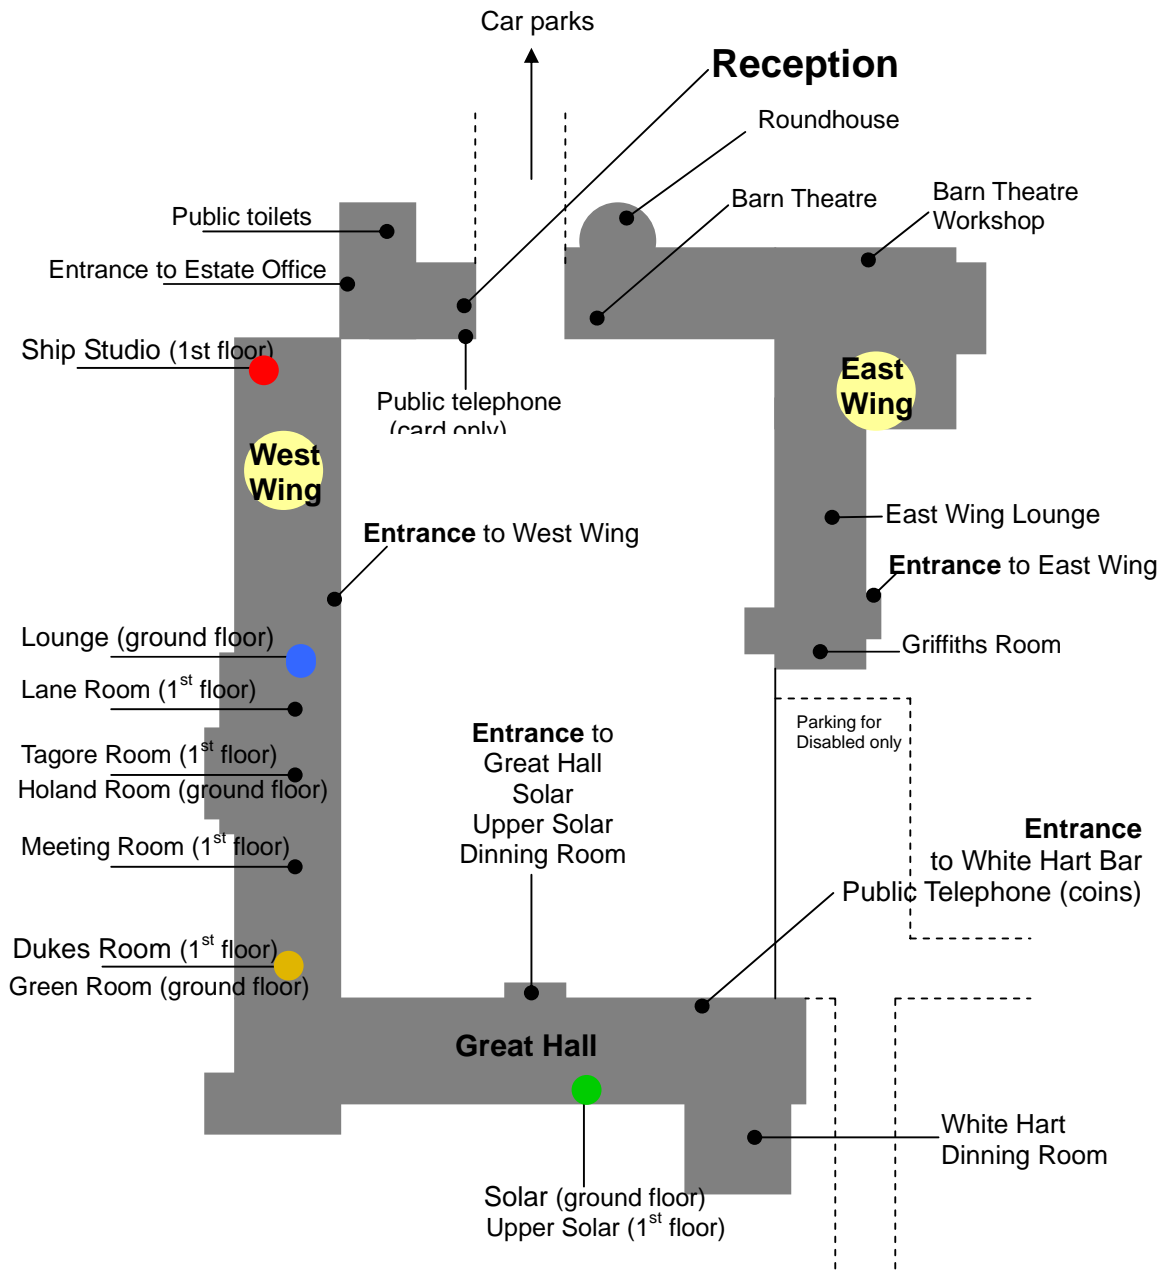 Car parks
Reception
Roundhouse
Barn Theatre
Barn Theatre
Workshop
Public toilets
Entrance to Estate Office
Ship Studio (1st floor)
Public telephone
(card only)
East
Wing
West
Wing
Entrance to West Wing
East Wing Lounge
Entrance to East Wing
Griffiths Room
Lounge (ground floor)
Lane Room (1st floor)
Tagore Room (1st floor)
Holand Room (ground floor)
Meeting Room (1st floor)
Dukes Room (1st floor)
Green Room (ground floor)
Entrance to
Great Hall
Solar
Upper Solar
Dinning Room
Parking for
Disabled only
Entrance
to White Hart Bar
Public Telephone (coins)
Great Hall
White Hart
Dinning Room
Solar (ground floor)
Upper Solar (1st floor)